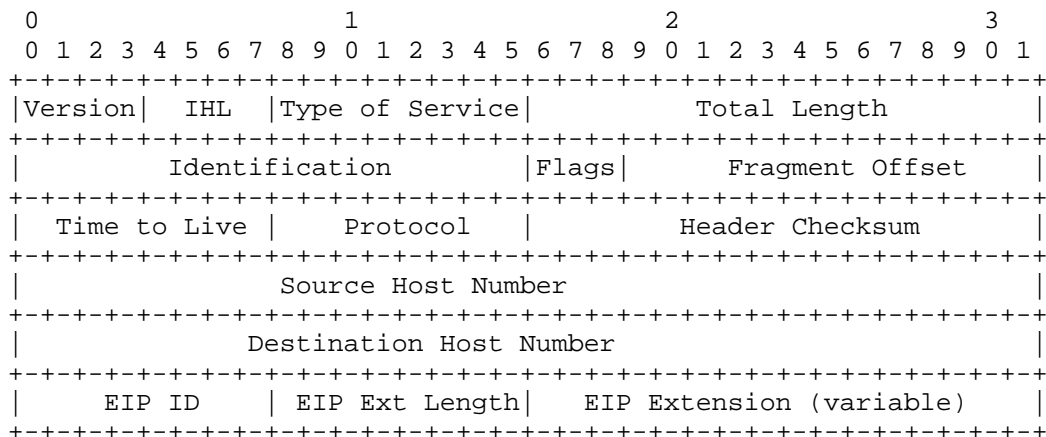 0                   1                   2                   3
 0 1 2 3 4 5 6 7 8 9 0 1 2 3 4 5 6 7 8 9 0 1 2 3 4 5 6 7 8 9 0 1
+-+-+-+-+-+-+-+-+-+-+-+-+-+-+-+-+-+-+-+-+-+-+-+-+-+-+-+-+-+-+-+-+
|Version|  IHL  |Type of Service|          Total Length         |
+-+-+-+-+-+-+-+-+-+-+-+-+-+-+-+-+-+-+-+-+-+-+-+-+-+-+-+-+-+-+-+-+
|         Identification        |Flags|      Fragment Offset    |
+-+-+-+-+-+-+-+-+-+-+-+-+-+-+-+-+-+-+-+-+-+-+-+-+-+-+-+-+-+-+-+-+
|  Time to Live |    Protocol   |         Header Checksum       |
+-+-+-+-+-+-+-+-+-+-+-+-+-+-+-+-+-+-+-+-+-+-+-+-+-+-+-+-+-+-+-+-+
|                Source Host Number                             |
+-+-+-+-+-+-+-+-+-+-+-+-+-+-+-+-+-+-+-+-+-+-+-+-+-+-+-+-+-+-+-+-+
|              Destination Host Number                          |
+-+-+-+-+-+-+-+-+-+-+-+-+-+-+-+-+-+-+-+-+-+-+-+-+-+-+-+-+-+-+-+-+
|     EIP ID    | EIP Ext Length|   EIP Extension (variable)    |
+-+-+-+-+-+-+-+-+-+-+-+-+-+-+-+-+-+-+-+-+-+-+-+-+-+-+-+-+-+-+-+-+